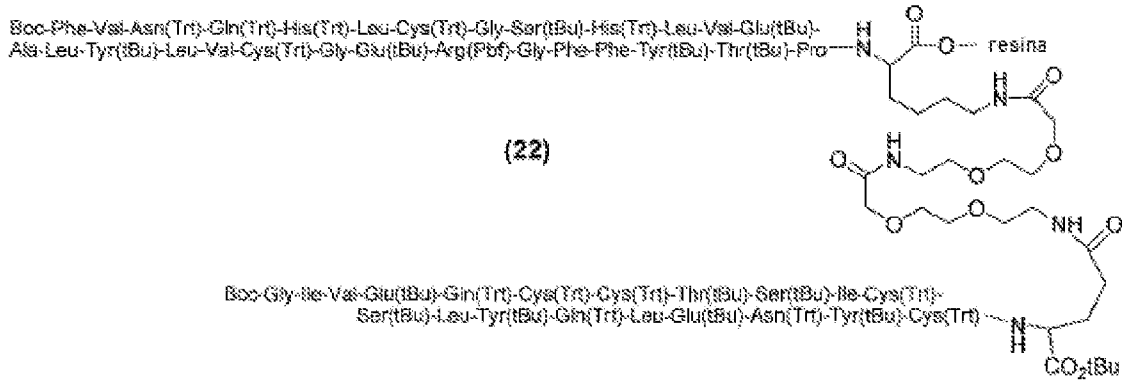 Boc-Phe-Val-Asn(Trt)-Gln(Trt)-His(Trt)-Leu-Cys(Trt)-Gly-Ser(tBu)-His(Trt)-Leu-Val-Glu(tBu)-
Ala-Leu-Tyr(tBu)-Leu-Val-Cys(Trt)-Gly-Glu(tBu)-Arg(Pbf)-Gly-Phe-Phe-Tyr(tBu)-Thr(tBu)-Pro
N
H
O
O
resina
H
N
O
O
(22)
O
H
N
O
O
O
NH
O
Boc-Gly-Ile-Val-Glu(tBu)-Gln(Trt)-Cys(Trt)-Cys(Trt)-Thr(tBu)-Ser(tBu)-Ile-Cys(Trt)-
Ser(tBu)-Leu-Tyr(tBu)-Gln(Trt)-Leu-Glu(tBu)-Asn(Trt)-Tyr(tBu)-Cys(Trt)
N
H
CO2tBu